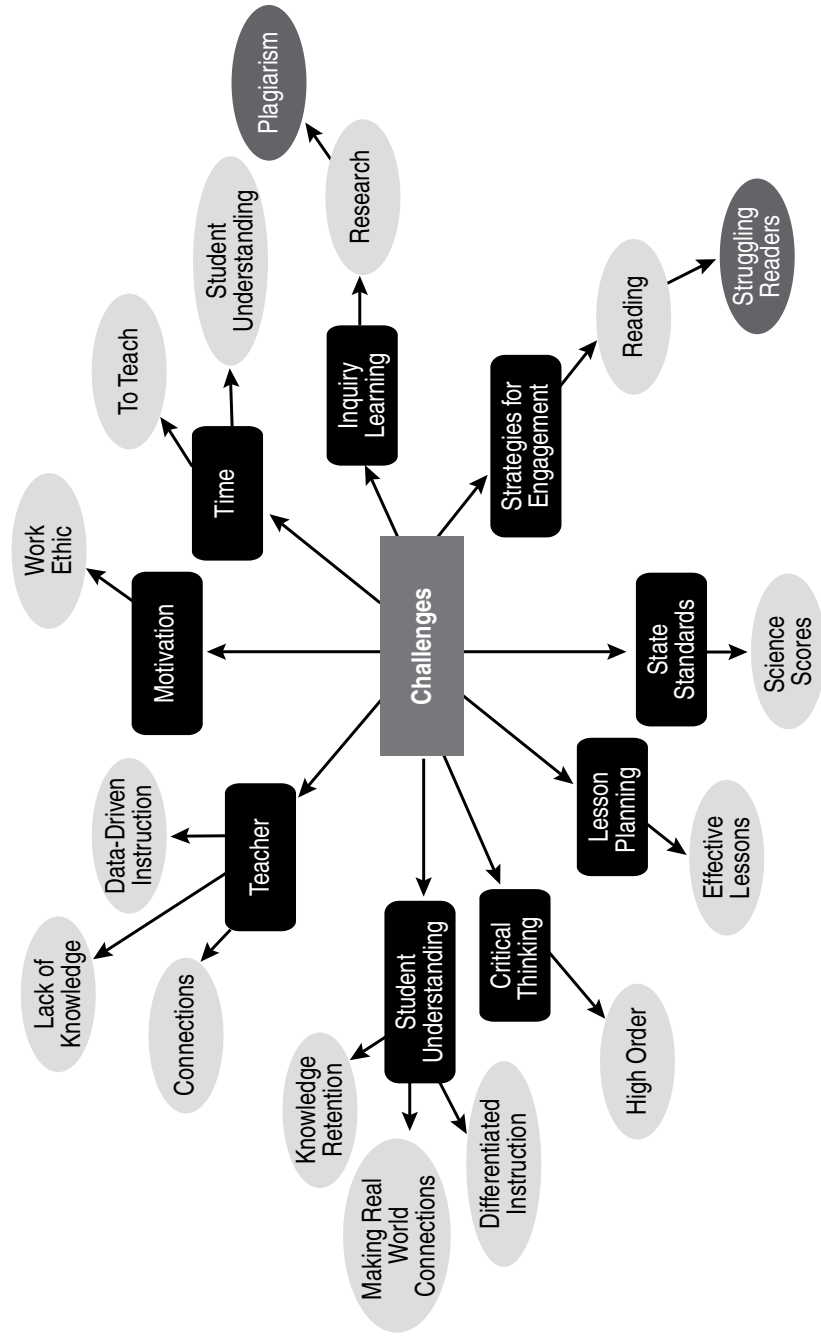 Plagiarism
Research
Student
Understanding
To Teach
Inquiry
Learning
Time
Work
Ethic
Motivation
Struggling
Readers
Reading
Strategies for
Engagement
Challenges
State
Standards
Science
Scores
Lesson
Planning
Effective
Lessons
Data-Driven
Instruction
Teacher
Lack of
Knowledge
Connections
Student
Understanding
Critical
Thinking
High Order
Knowledge
Retention
Making Real
World
Connections
Differentiated
Instruction